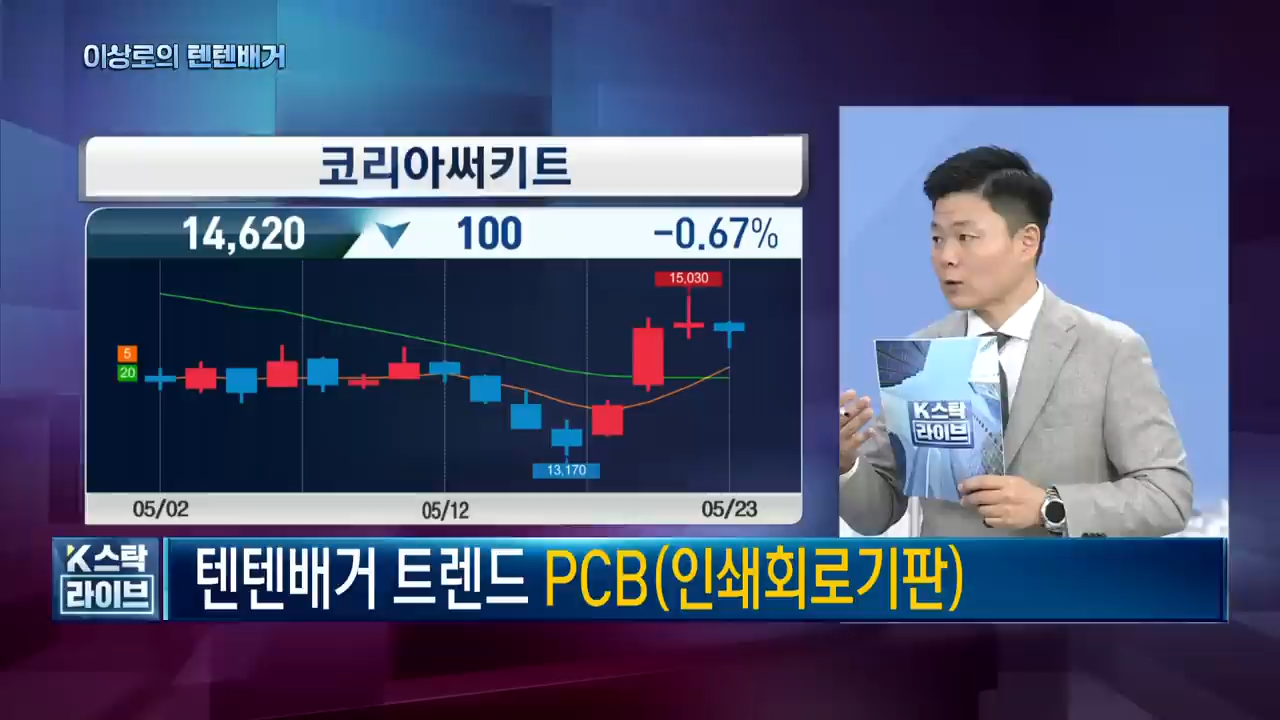 이상로의 텐텐배거
코리아써키트
14,620 ▼ 100 -0.67%
15,030
5
20
13,170
05/02 05/12 05/23
K스탁
라이브
K스탁
라이브
텐텐배거 트렌드 PCB(인쇄회로기판)